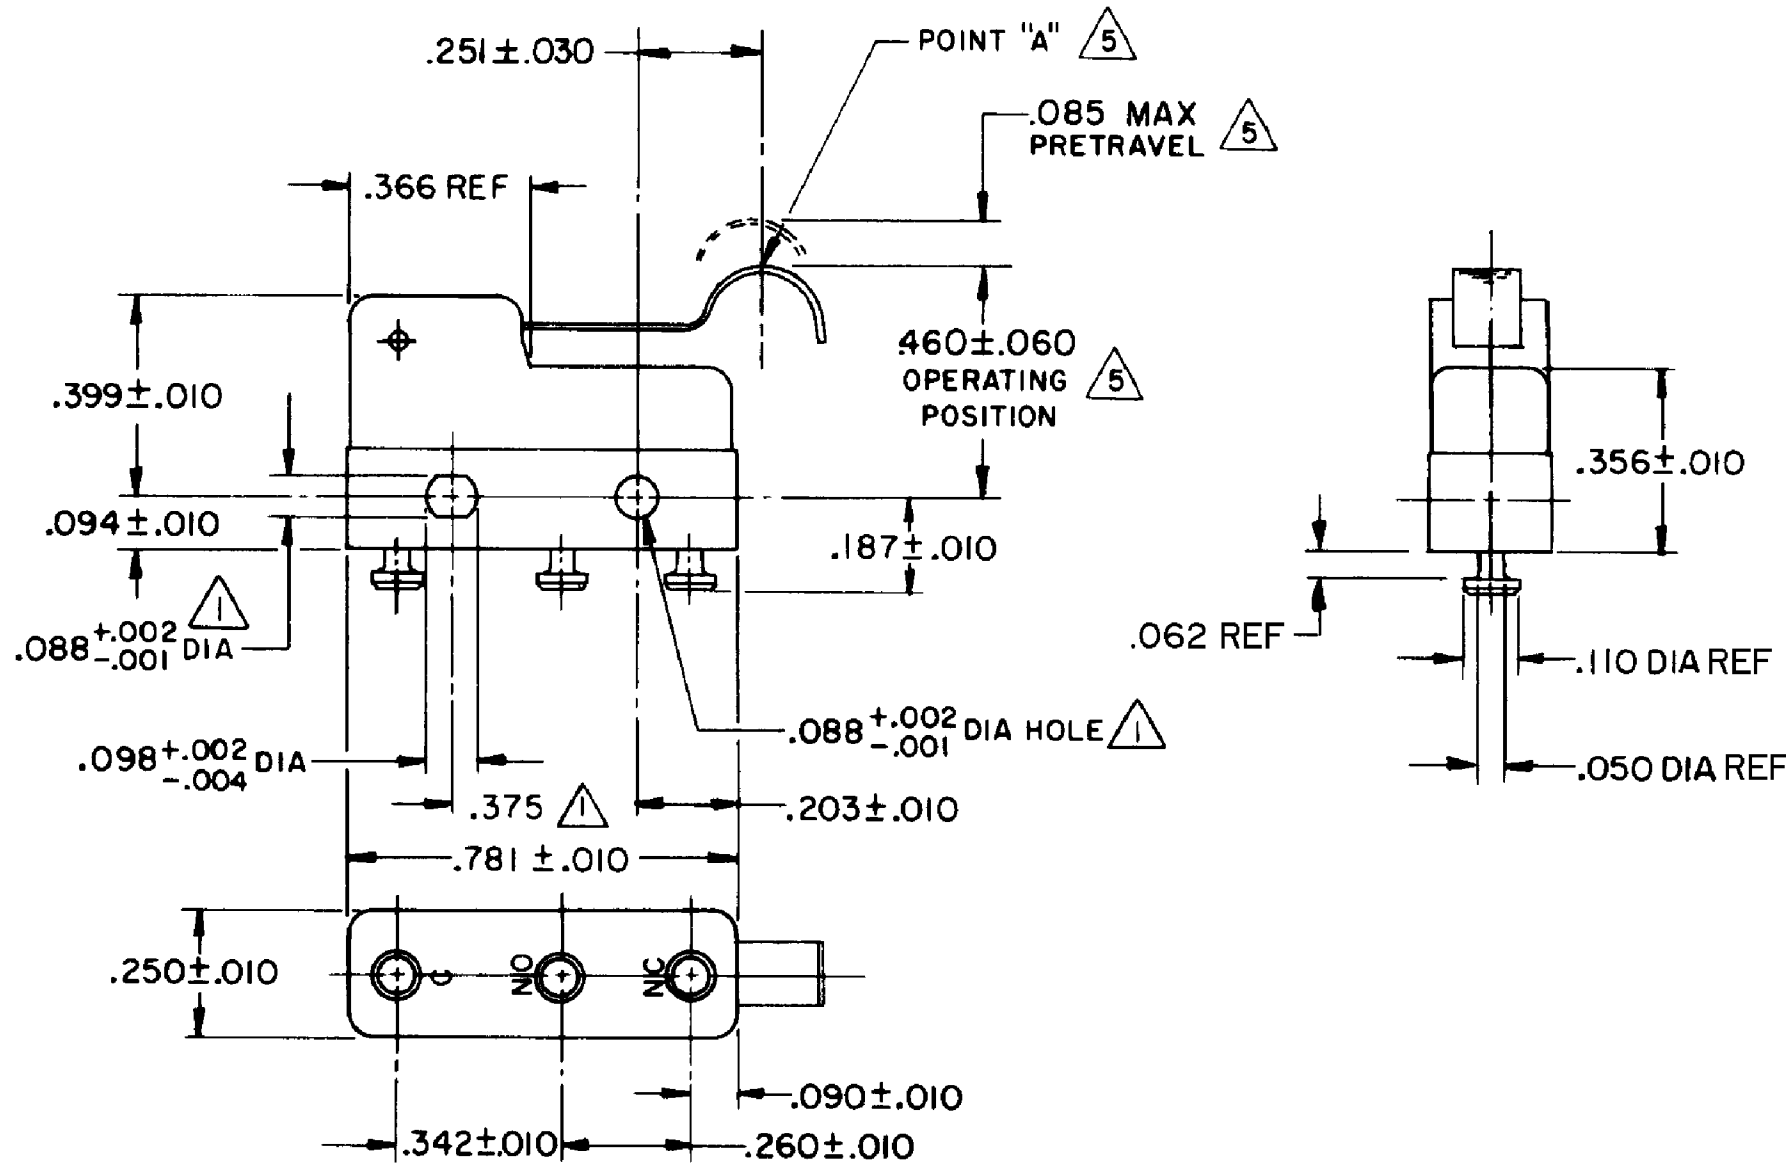 .251±.030
POINT "A" 5
.085 MAX
PRETRAVEL 5
.366 REF
.460±.060
OPERATING 5
POSITION
.399±.010
.356±.010
.094±.010
.187±.010
1
.088 +.002 -.001 DIA
.062 REF
.110 DIA REF
.088 +.002 -.001 DIA HOLE 1
.098 +.002 -.004 DIA
.050 DIA REF
.375 1
.203±.010
.781±.010
.250±.010
C
NO
NC
.090±.010
.342±.010
.260±.010